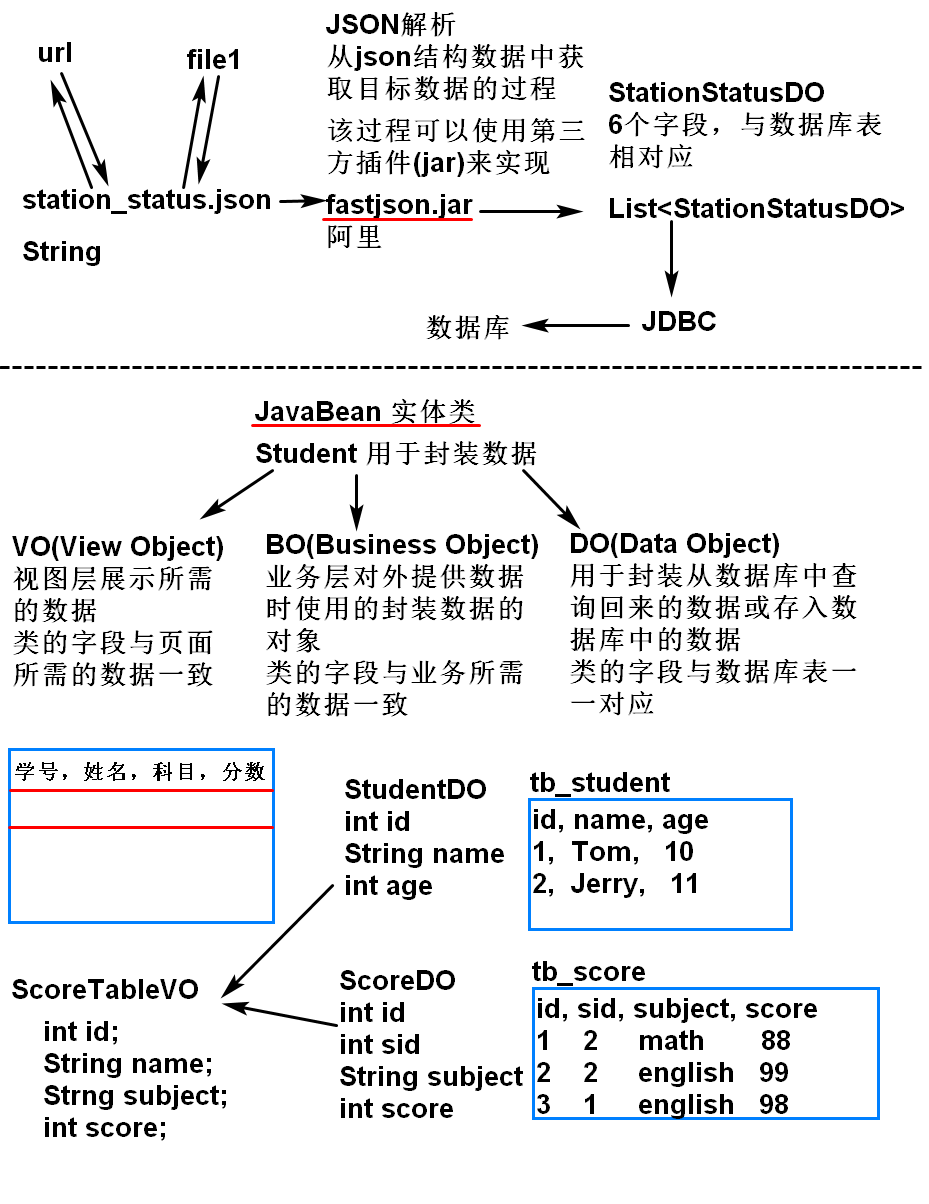 url
file1
station_status.json
String
JSON解析
从json结构数据中获
取目标数据的过程
该过程可以使用第三
方插件(jar)来实现
fastjson.jar
阿里
StationStatusDO
6个字段，与数据库表
相对应
List<StationStatusDO>
JDBC
数据库
JavaBean 实体类
Student 用于封装数据
VO(View Object)
视图层展示所需
的数据
类的字段与页面
所需的数据一致
BO(Business Object)
业务层对外提供数据
时使用的封装数据的
对象
类的字段与业务所需
的数据一致
DO(Data Object)
用于封装从数据库中查
询回来的数据或存入数
据库中的数据
类的字段与数据库表一
一对应
学号，姓名，科目，分数
StudentDO
int id
String name
int age
tb_student
id, name, age
1, Tom, 10
2, Jerry, 11
ScoreTableVO
int id;
String name;
Strng subject;
int score;
ScoreDO
int id
int sid
String subject
int score
tb_score
id, sid, subject, score
1 2 math 88
2 2 english 99
3 1 english 98